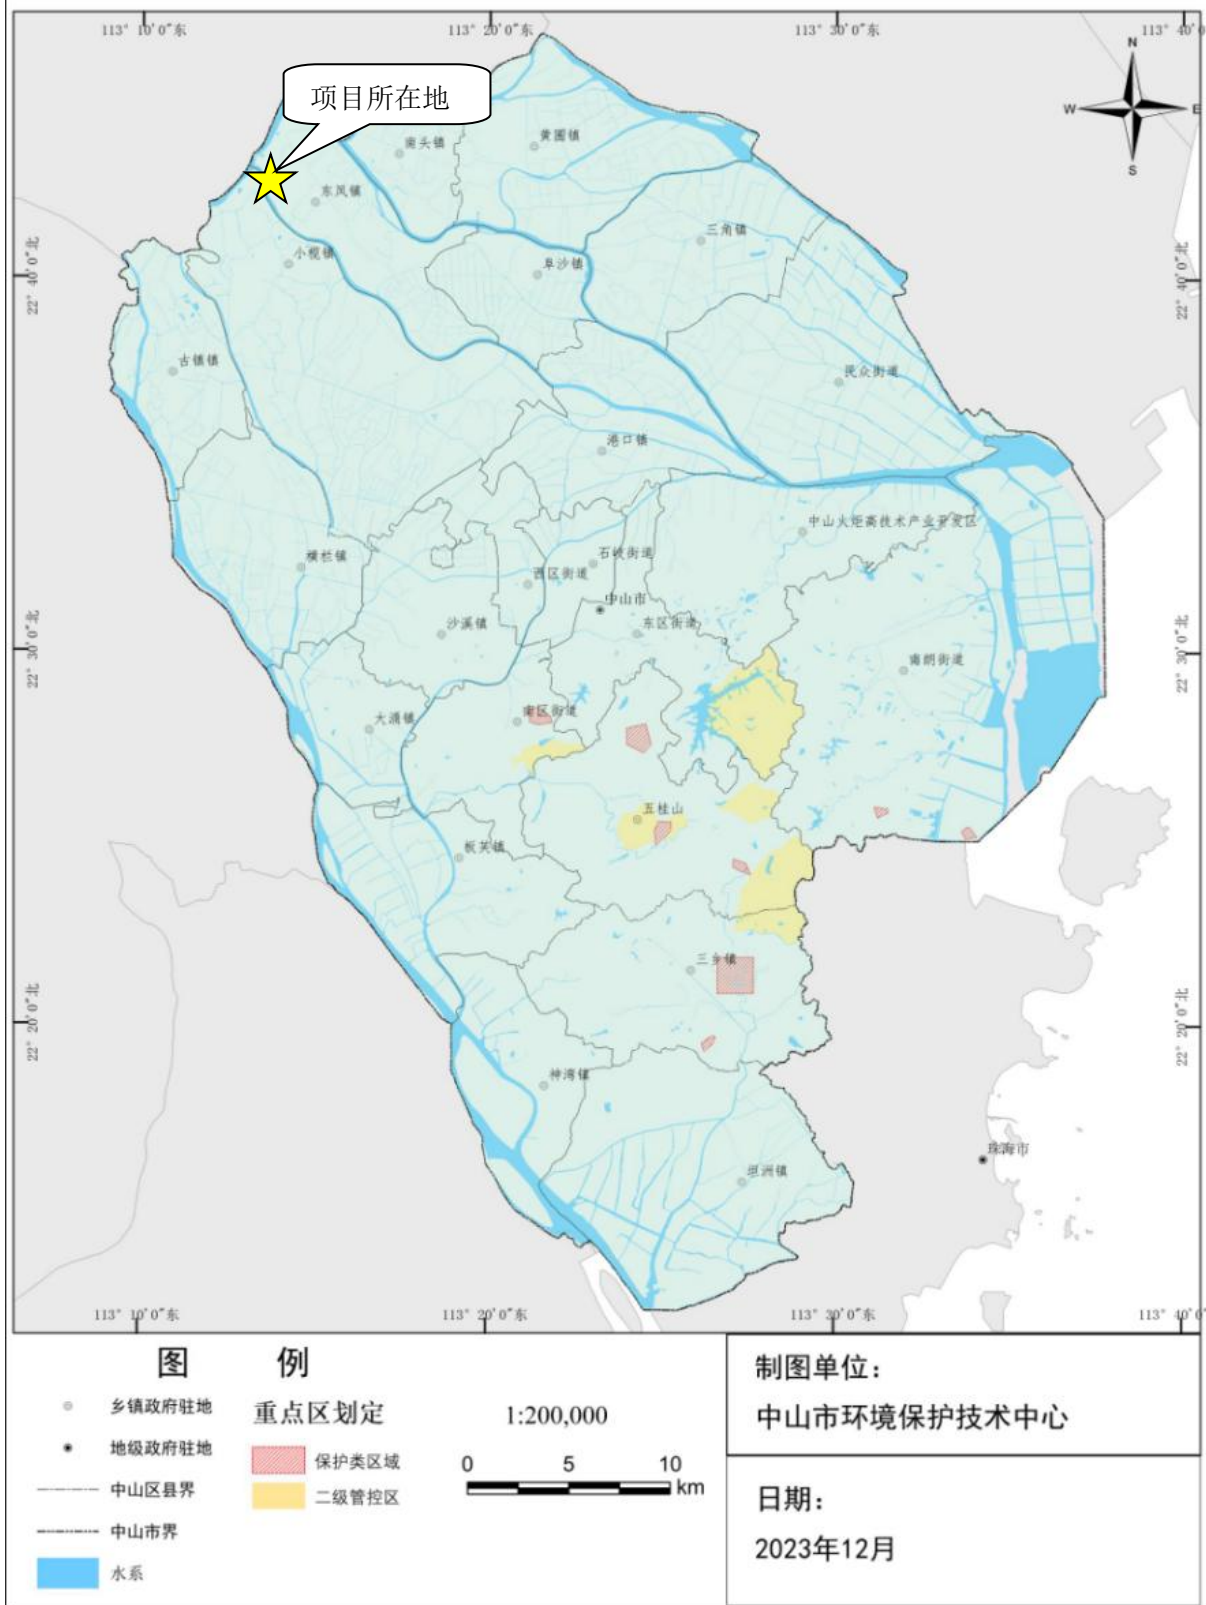 113° 10′0″东
113° 20′0″东
113° 30′0″东
113° 40′0
N
W
E
S
项目所在地
南头镇
黄圃镇
东凤镇
三角镇
小榄镇
阜沙镇
22° 40′0″北
22° 40′0″北
古镇镇
民众街道
港口镇
中山火炬高技术产业开发区
横栏镇
石岐街道
西区街道
中山市
沙溪镇
东区街道
22° 30′0″北
22° 30′0″北
南朗街道
大涌镇
南区街道
五桂山
板芙镇
三乡镇
22° 20′0″北
22° 20′0″北
神湾镇
珠海市
坦洲镇
113° 10′0″东
113° 20′0″东
113° 30′0″东
113° 40′0″
图 例
乡镇政府驻地
地级政府驻地
中山区县界
中山市界
水系
重点区划定
保护类区域
二级管控区
1:200,000
0 5 10
km
制图单位：
中山市环境保护技术中心
日期：
2023年12月